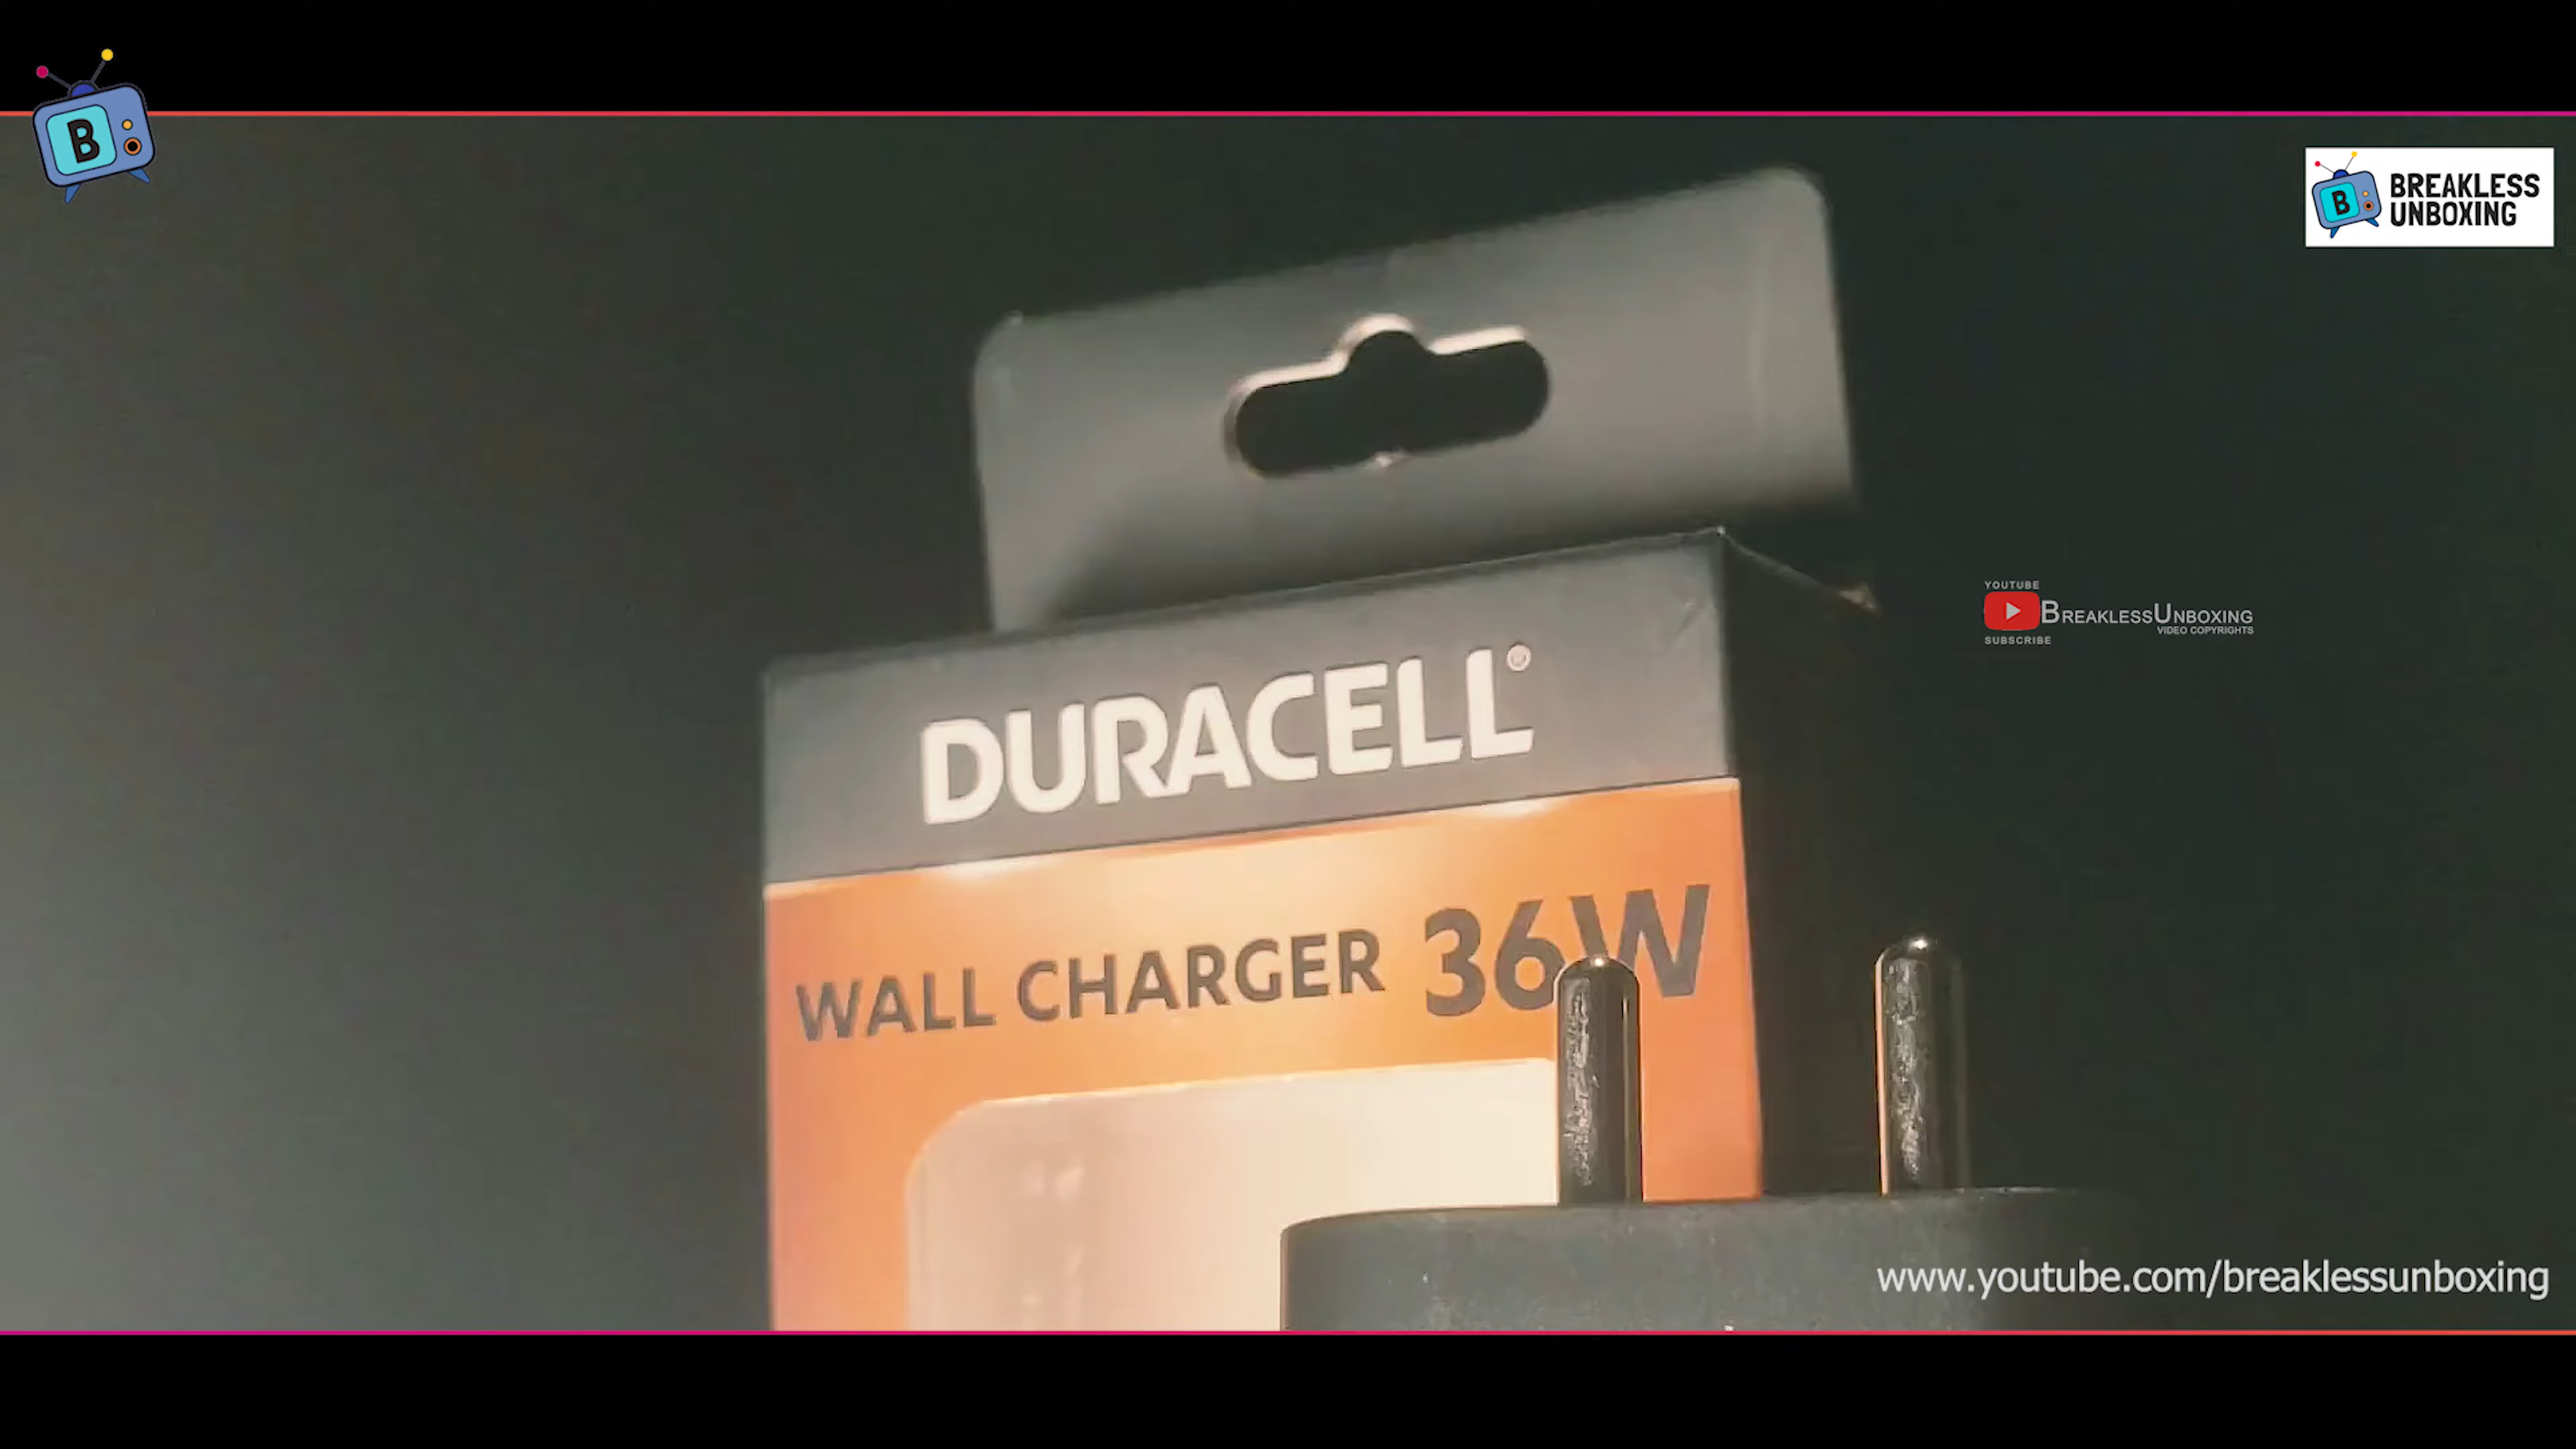 B
B
BREAKLESS
UNBOXING
YOUTUBE
BREAKLESSUNBOXING
VIDEO COPYRIGHTS
SUBSCRIBE
DURACELL®
WALL CHARGER 36W
www.youtube.com/breaklessunboxing